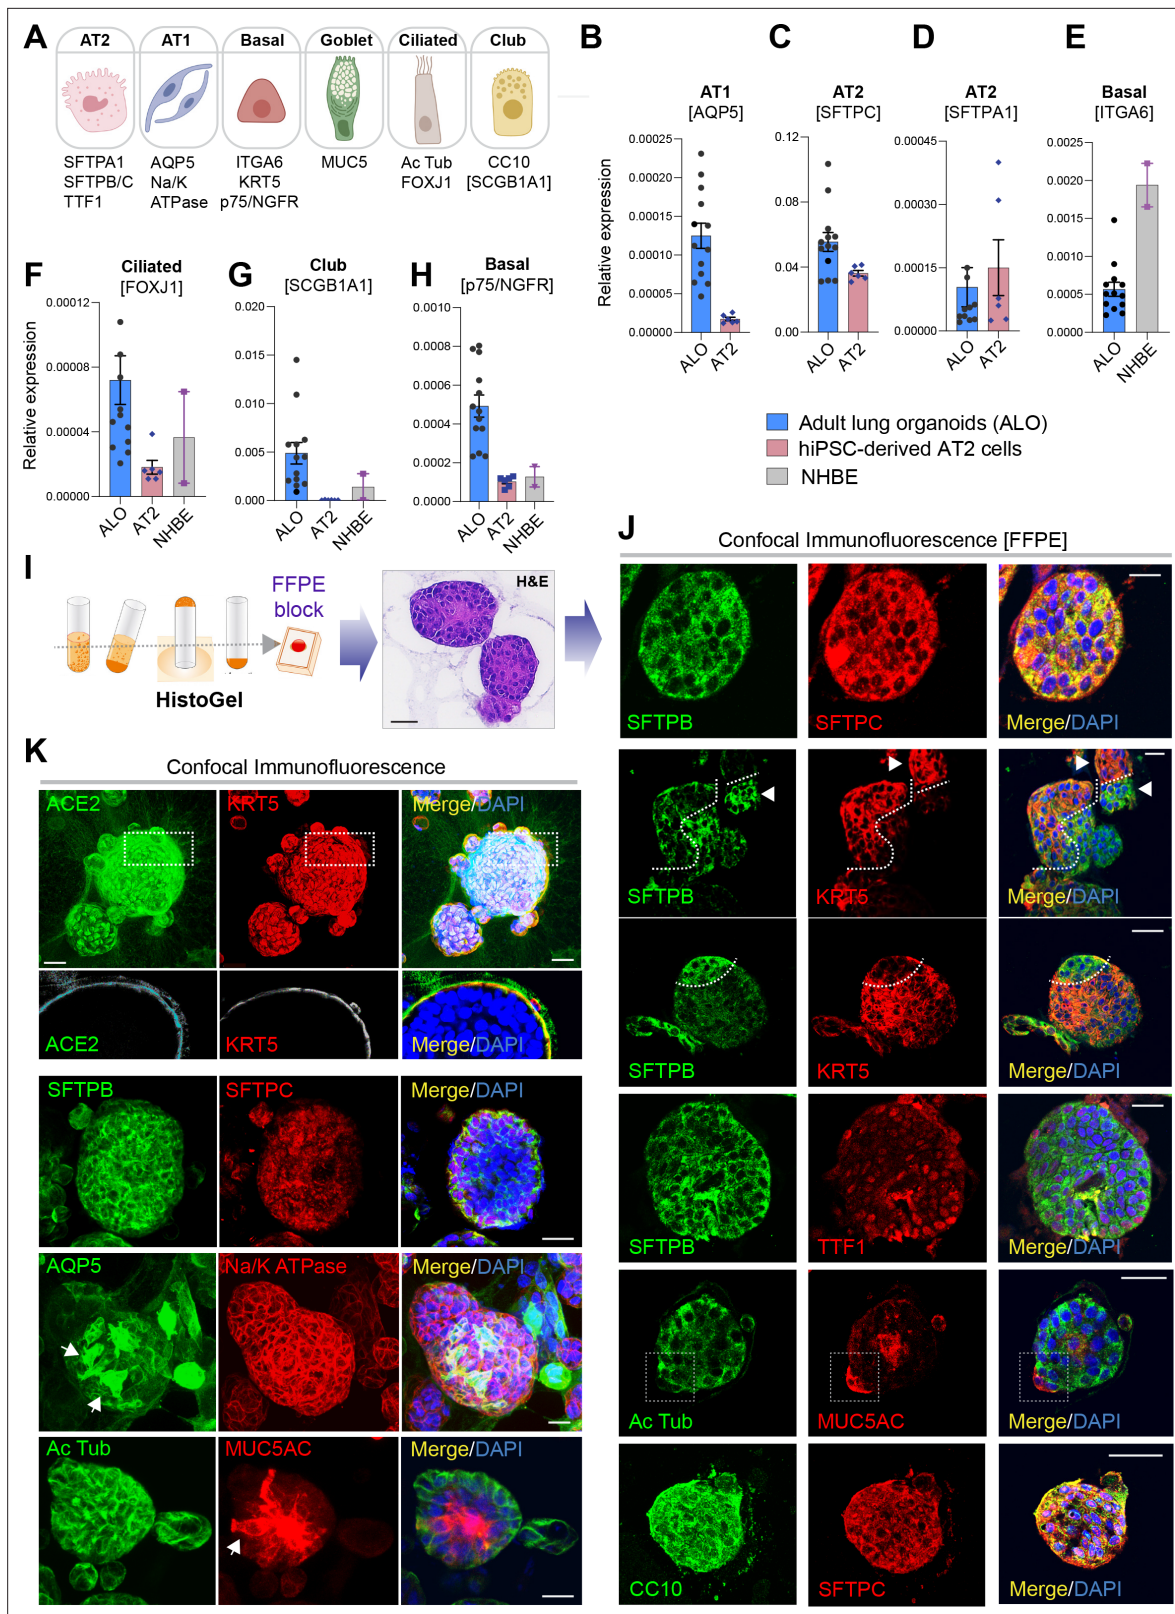 A
AT2
AT1
Basal
Goblet
Ciliated
Club
SFTPA1
SFTPB/C
TTF1
AQP5
Na/K
ATPase
ITGA6
KRT5
p75/NGFR
MUC5
Ac Tub
FOXJ1
CC10
[SCGB1A1]
B
AT1
[AQP5]
Relative expression
0.00025
0.00020
0.00015
0.00010
0.00005
0.00000
ALO
AT2
C
AT2
[SFTPC]
0.12
0.08
0.04
0.00
ALO
AT2
D
AT2
[SFTPA1]
0.00045
0.00030
0.00015
0.00000
ALO
AT2
E
Basal
[ITGA6]
0.0025
0.0020
0.0015
0.0010
0.0005
0.0000
ALO
NHBE
F
Ciliated
[FOXJ1]
Relative expression
0.00012
0.00008
0.00004
0.00000
ALO
AT2
NHBE
G
Club
[SCGB1A1]
0.020
0.015
0.010
0.005
0.000
ALO
AT2
NHBE
H
Basal
[p75/NGFR]
0.0010
0.0008
0.0006
0.0004
0.0002
0.0000
ALO
AT2
NHBE
Adult lung organoids (ALO)
hiPSC-derived AT2 cells
NHBE
I
HistoGel
FFPE
block
H&E
J
Confocal Immunofluorescence [FFPE]
SFTPB
SFTPC
Merge/DAPI
SFTPB
KRT5
Merge/DAPI
SFTPB
KRT5
Merge/DAPI
SFTPB
TTF1
Merge/DAPI
Ac Tub
MUC5AC
Merge/DAPI
CC10
SFTPC
Merge/DAPI
K
Confocal Immunofluorescence
ACE2
KRT5
Merge/DAPI
ACE2
KRT5
Merge/DAPI
SFTPB
SFTPC
Merge/DAPI
AQP5
Na/K ATPase
Merge/DAPI
Ac Tub
MUC5AC
Merge/DAPI